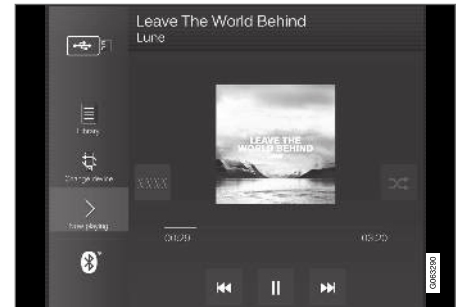 Leave The World Behind
Lune
Library
Change device
Now playing
LEAVE THE
WORLD BEHIND
XXXX
00:29
03:20
G063290